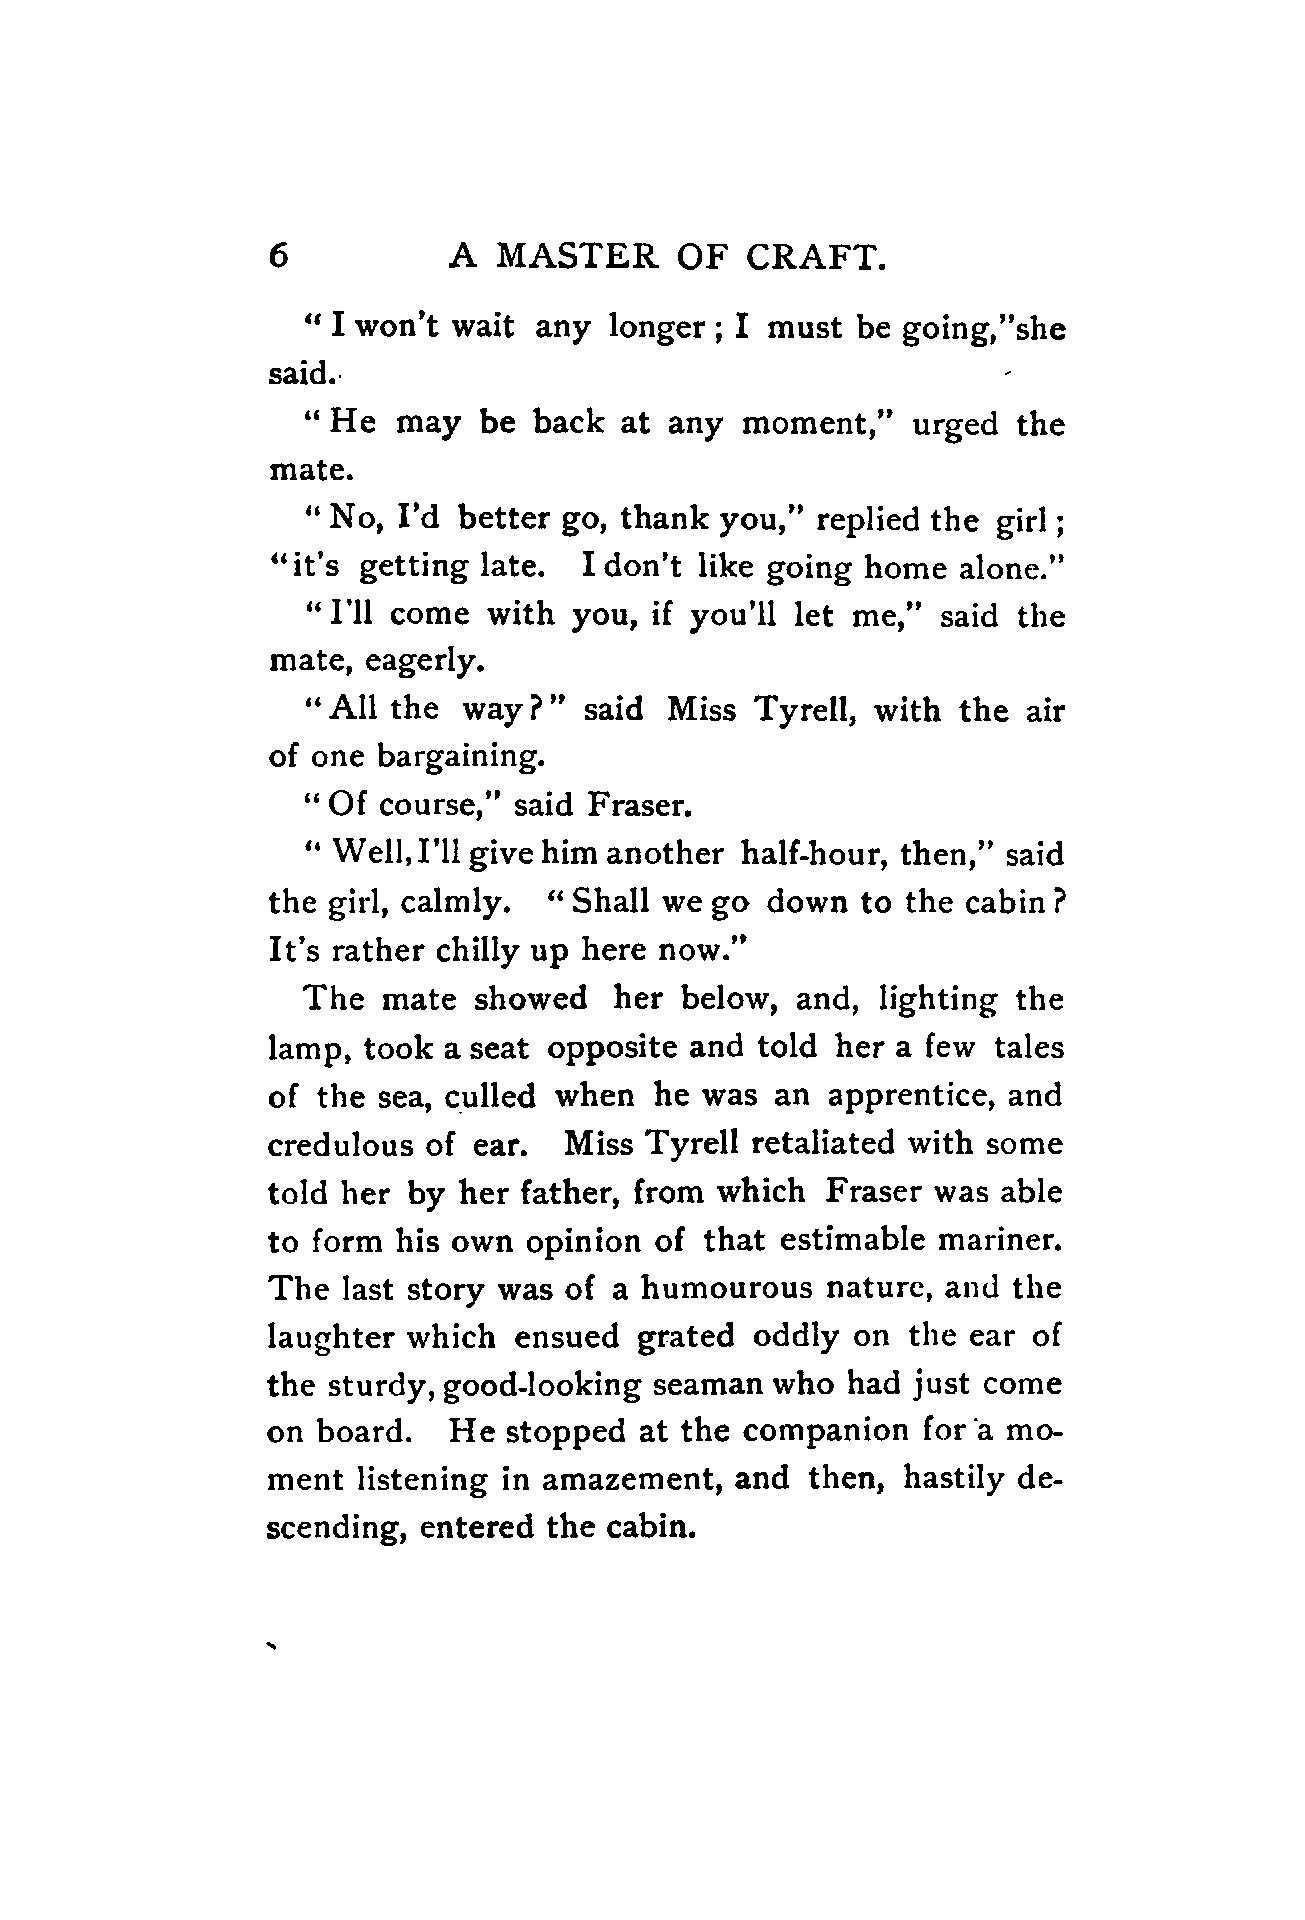 6 A MASTER OF CRAFT.
" I won't wait any longer ; I must be going,"she
said.
" He may be back at any moment," urged the
mate.
" No, I'd better go, thank you," replied the girl ;
"it's getting late. I don't like going home alone."
" I'll come with you, if you'll let me," said the
mate, eagerly.
" All the way ? " said Miss Tyrell, with the air
of one bargaining.
" Of course," said Fraser.
" Well, I'll give him another half-hour, then," said
the girl, calmly. " Shall we go down to the cabin ?
It's rather chilly up here now."
The mate showed her below, and, lighting the
lamp, took a seat opposite and told her a few tales
of the sea, culled when he was an apprentice, and
credulous of ear. Miss Tyrell retaliated with some
told her by her father, from which Fraser was able
to form his own opinion of that estimable mariner.
The last story was of a humourous nature, and the
laughter which ensued grated oddly on the ear of
the sturdy, good-looking seaman who had just come
on board. He stopped at the companion for a mo-
ment listening in amazement, and then, hastily de-
scending, entered the cabin.